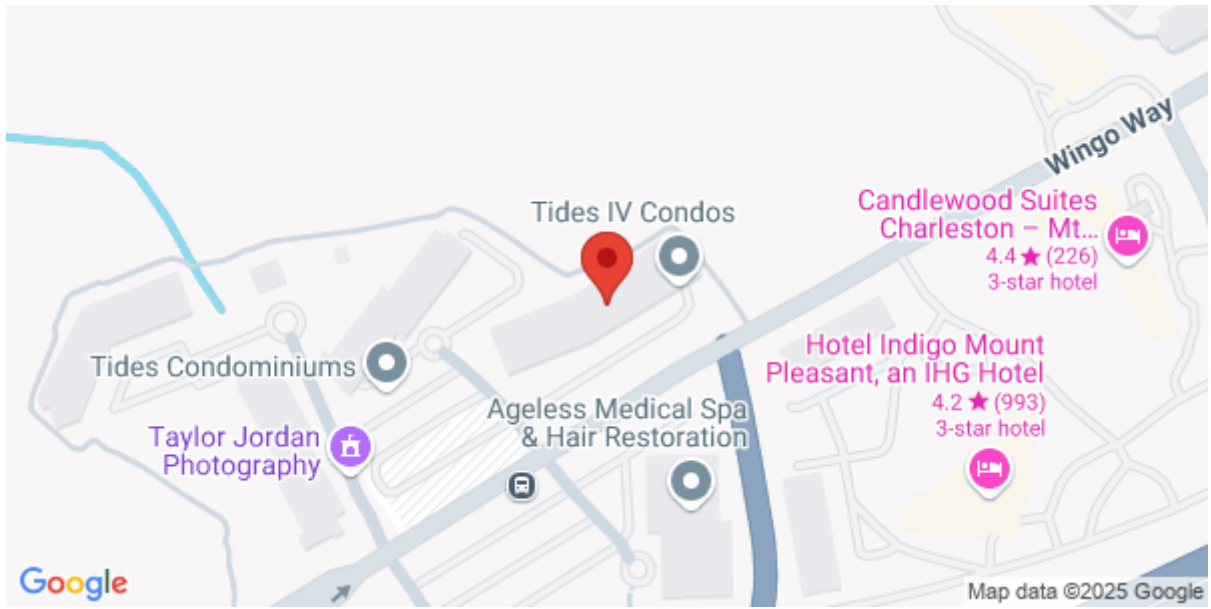 Wingo Way
Tides IV Condos
Candlewood Suites
Charleston – Mt...
4.4 ★ (226)
3-star hotel
Hotel Indigo Mount
Pleasant, an IHG Hotel
4.2 ★ (993)
3-star hotel
Tides Condominiums
Ageless Medical Spa
& Hair Restoration
Taylor Jordan
Photography
Google
Map data ©2025 Google